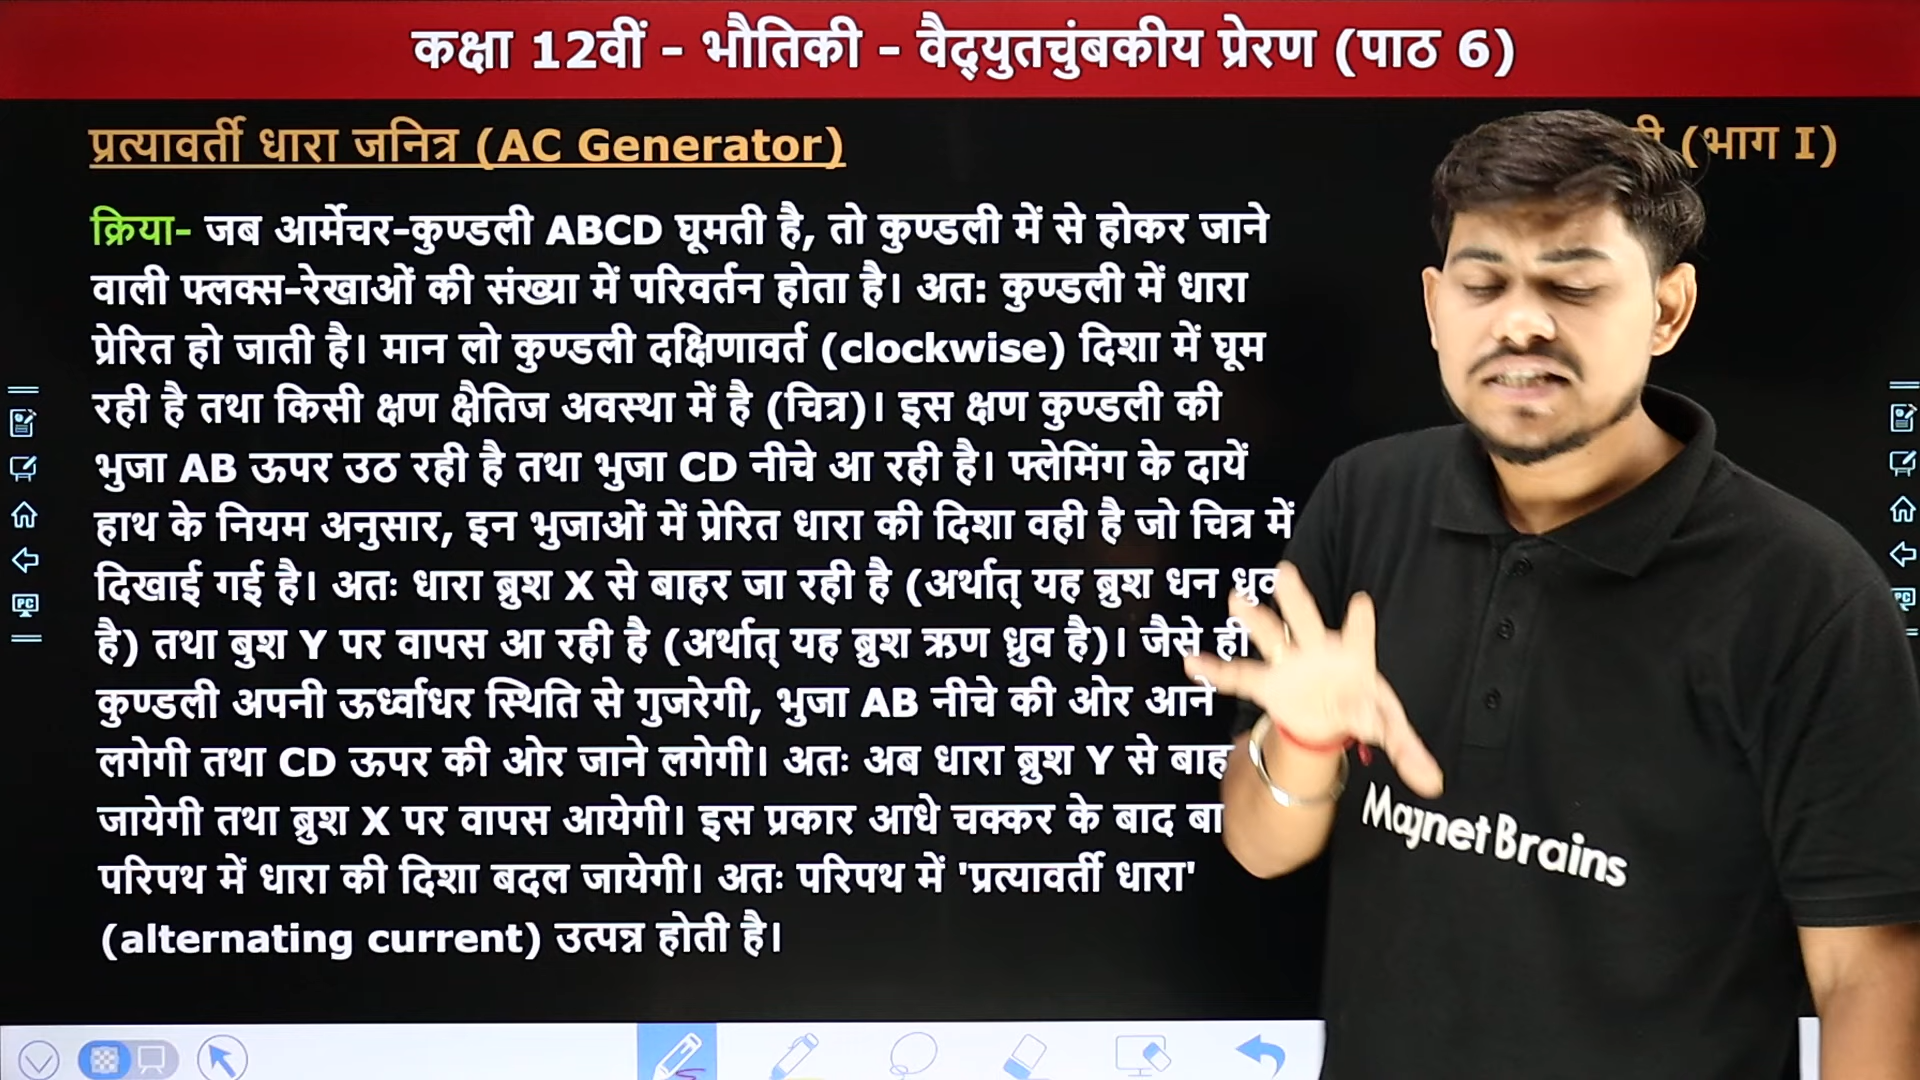 कक्षा 12वीं - भौतिकी - वैद्युतचुंबकीय प्रेरण (पाठ 6)
प्रत्यावर्ती धारा जनित्र (AC Generator)
(भाग I)
क्रिया- जब आर्मेचर-कुण्डली ABCD घूमती है, तो कुण्डली में से होकर जाने
वाली फ्लक्स-रेखाओं की संख्या में परिवर्तन होता है। अत: कुण्डली में धारा
प्रेरित हो जाती है। मान लो कुण्डली दक्षिणावर्त (clockwise) दिशा में घूम
रही है तथा किसी क्षण क्षैतिज अवस्था में है (चित्र)। इस क्षण कुण्डली की
भुजा AB ऊपर उठ रही है तथा भुजा CD नीचे आ रही है। फ्लेमिंग के दायें
हाथ के नियम अनुसार, इन भुजाओं में प्रेरित धारा की दिशा वही है जो चित्र में
दिखाई गई है। अतः धारा ब्रुश X से बाहर जा रही है (अर्थात् यह ब्रुश धन ध्रुव
है) तथा बुश Y पर वापस आ रही है (अर्थात् यह ब्रुश ऋण ध्रुव है)। जैसे ही
कुण्डली अपनी ऊर्ध्वाधर स्थिति से गुजरेगी, भुजा AB नीचे की ओर आने
लगेगी तथा CD ऊपर की ओर जाने लगेगी। अतः अब धारा ब्रुश Y से
जायेगी तथा ब्रुश X पर वापस आयेगी। इस प्रकार आधे चक्कर के बाद
परिपथ में धारा की दिशा बदल जायेगी। अतः परिपथ में 'प्रत्यावर्ती धारा'
(alternating current) उत्पन्न होती है।
Magnet Brains
PC
PC